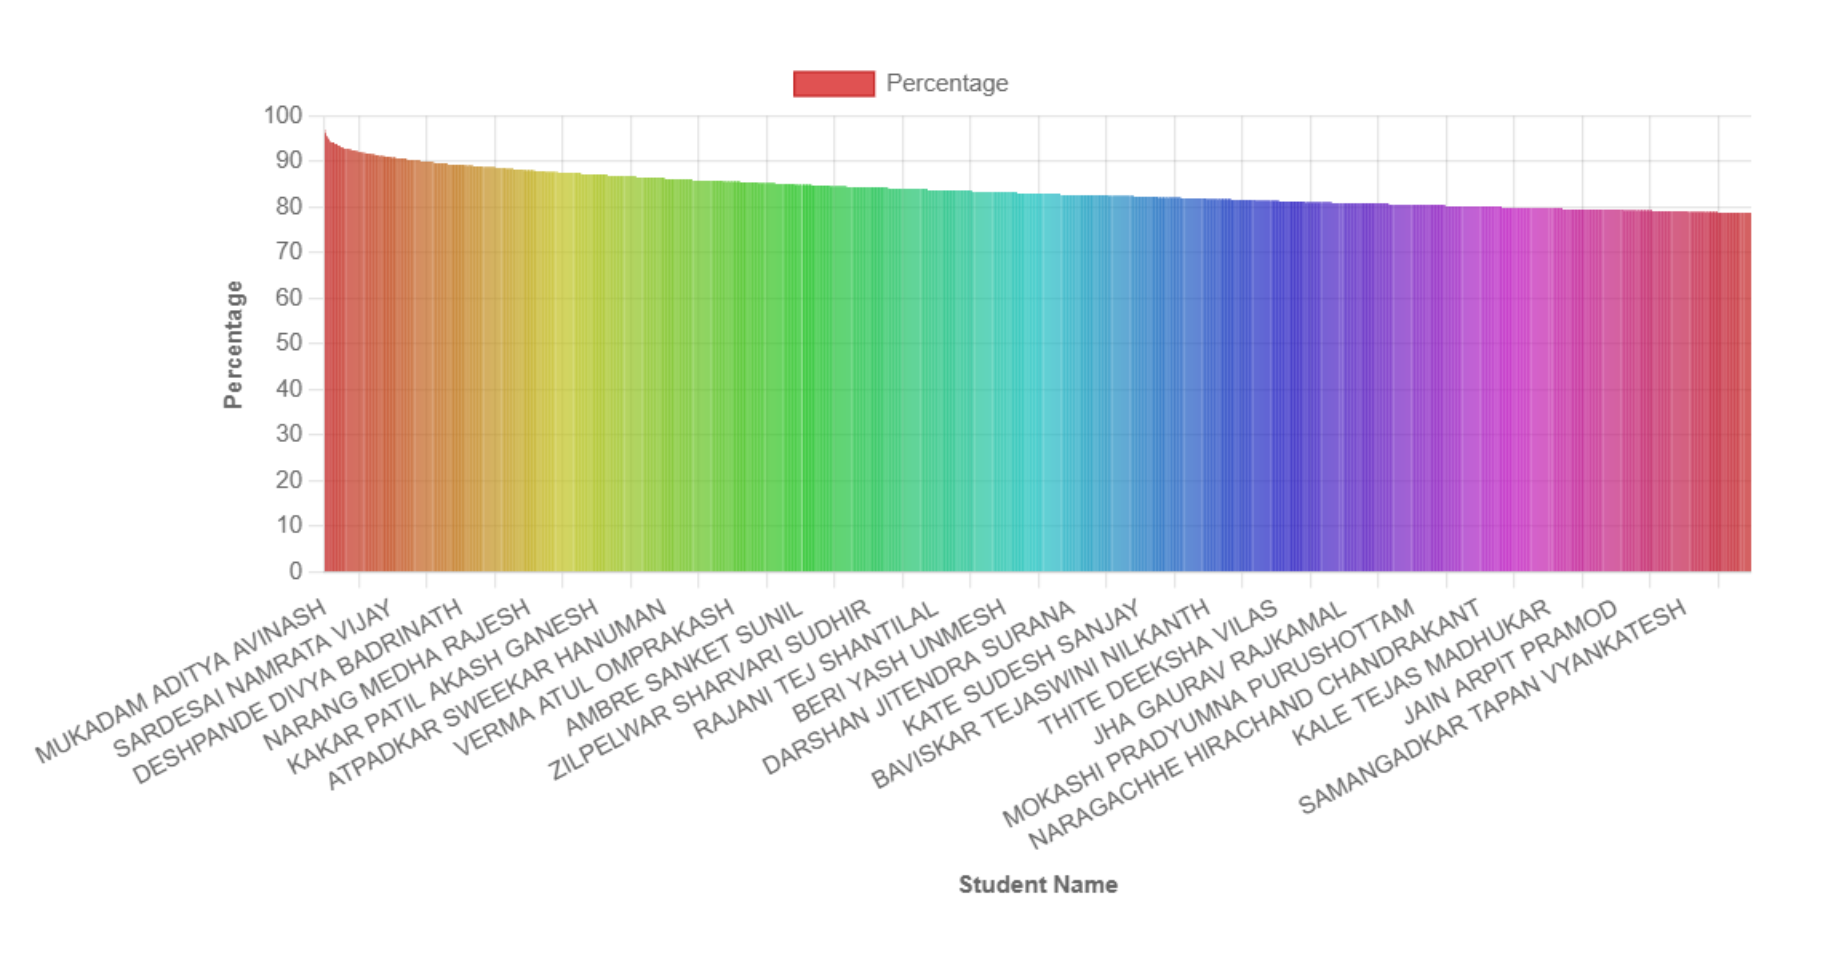 Percentage
100
90
80
70
60
50
40
30
20
10
0
Percentage
MUKADAM ADITYA AVINASH
SARDESAI NAMRATA VIJAY
DESHPANDE DIVYA BADRINATH
NARANG MEDHA RAJESH
KAKAR PATIL AKASH GANESH
ATPADKAR SWEEKAR HANUMAN
VERMA ATUL OMPRAKASH
AMBRE SANKET SUNIL
ZILPELWAR SHARVARI SUDHIR
RAJANI TEJ SHANTILAL
BERI YASH UNMESH
DARSHAN JITENDRA SURANA
KATE SUDESH SANJAY
BAVISKAR TEJASWINI NILKANTH
THITE DEEKSHA VILAS
JHA GAURAV RAJKAMAL
MOKASHI PRADYUMNA PURUSHOTTAM
NARAGACHHE HIRACHAND CHANDRAKANT
KALE TEJAS MADHUKAR
JAIN ARPIT PRAMOD
SAMANGADKAR TAPAN VYANKATESH
Student Name